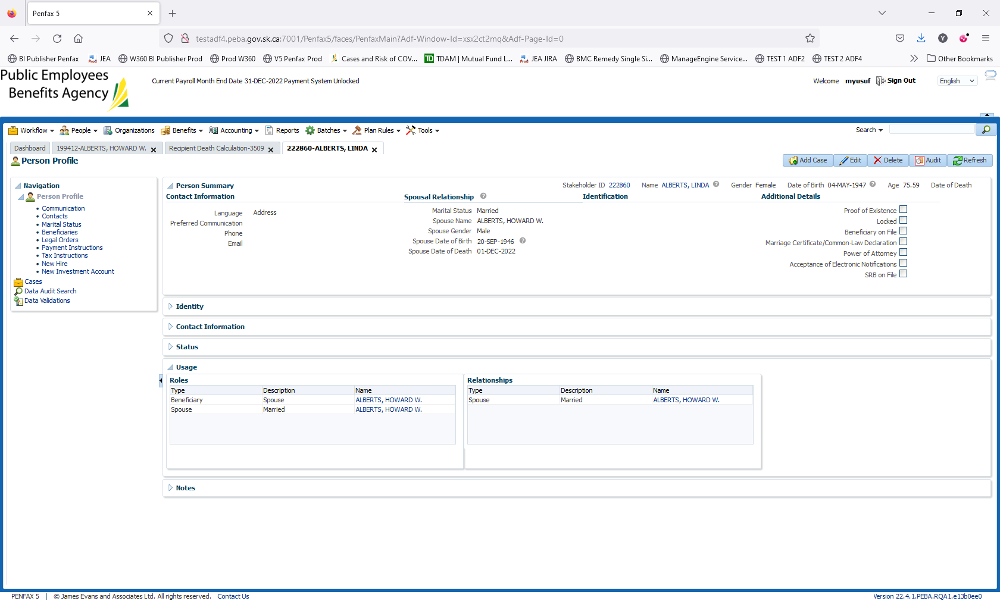 Penfax 5
testadf4.peba.gov.sk.ca:7001/Penfax5/faces/PenfaxMain?Adf-Window-Id=xsx2ct2mq&Adf-Page-Id=0
BI Publisher Penfax JEA W360 BI Publisher Prod Prod W360 V5 Penfax Prod Cases and Risk of COV... TD TDAM | Mutual Fund L... JEA JIRA BMC Remedy Single Si... ManageEngine Service... TEST 1 ADF2 TEST 2 ADF4 Other Bookmarks
Public Employees
Benefits Agency
Current Payroll Month End Date 31-DEC-2022 Payment System Unlocked
Welcome myusuf Sign Out English
Workflow People Organizations Benefits Accounting Reports Batches Plan Rules Tools Search
Dashboard 199412-ALBERTS, HOWARD W. Recipient Death Calculation-3509 222860-ALBERTS, LINDA
Person Profile
Add Case Edit Delete Audit Refresh
Navigation
Person Profile
Communication
Contacts
Marital Status
Beneficiaries
Legal Orders
Payment Instructions
Tax Instructions
New Hire
New Investment Account
Cases
Data Audit Search
Data Validations
Person Summary Stakeholder ID 222860 Name ALBERTS, LINDA Gender Female Date of Birth 04-MAY-1947 Age 75.59 Date of Death
Contact Information
Language Address
Preferred Communication
Phone
Email
Spousal Relationship
Marital Status Married
Spouse Name ALBERTS, HOWARD W.
Spouse Gender Male
Spouse Date of Birth 20-SEP-1946
Spouse Date of Death 01-DEC-2022
Identification
Additional Details
Proof of Existence
Locked
Beneficiary on File
Marriage Certificate/Common-Law Declaration
Power of Attorney
Acceptance of Electronic Notifications
SRB on File
Identity
Contact Information
Status
Usage
Roles
Type Description Name
Beneficiary Spouse ALBERTS, HOWARD W.
Spouse Married ALBERTS, HOWARD W.
Relationships
Type Description Name
Spouse Married ALBERTS, HOWARD W.
Notes
PENFAX 5 | © James Evans and Associates Ltd. All rights reserved. Contact Us
Version 22.4.1.PEBA.RQA1.e13b0ee0